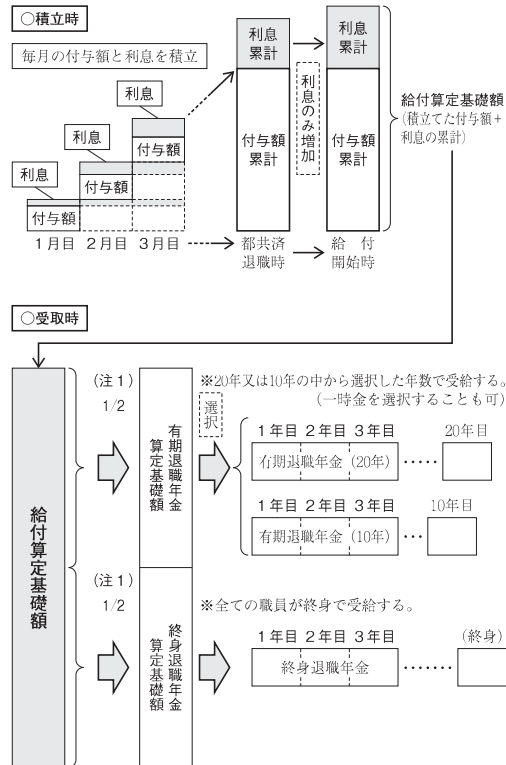 ○積立時
毎月の付与額と利息を積立
利息
付与額
利息
付与額
利息
付与額
1月目 2月目 3月目
利息
累計
付与額
累計
都共済
退職時
利息のみ増加
利息
累計
付与額
累計
給　付
開始時
給付算定基礎額
(積立てた付与額+
利息の累計)
○受取時
給付算定基礎額
(注1)
1/2
有期退職年金
算定基礎額
選択
※20年又は10年の中から選択した年数で受給する。
(一時金を選択することも可)
1年目 2年目 3年目 20年目
有期退職年金(20年) ……
1年目 2年目 3年目 10年目
有期退職年金(10年) …
(注1)
1/2
終身退職年金
算定基礎額
※全ての職員が終身で受給する。
1年目 2年目 3年目 (終身)
終身退職年金 ……